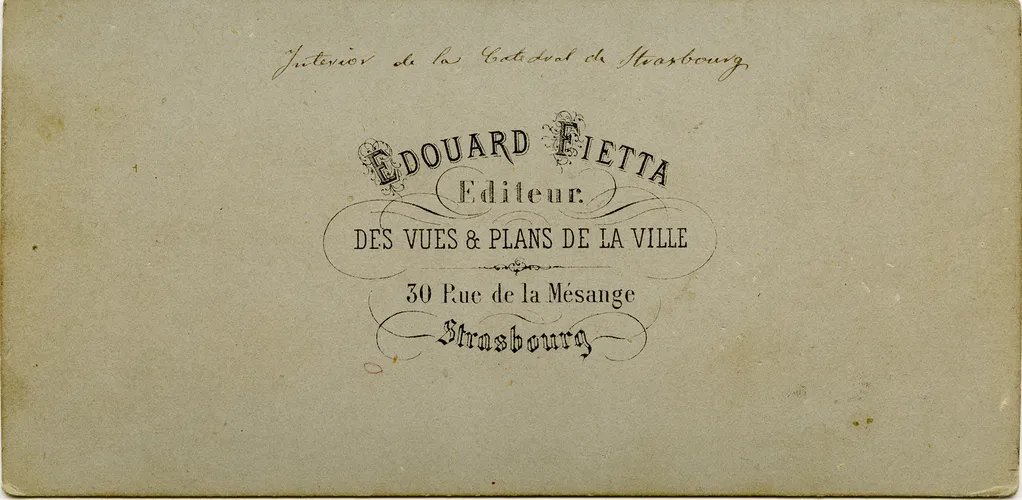 Interior de la Catedral de Strasbourg
EDOUARD FIETTA
Editeur.
DES VUES & PLANS DE LA VILLE
30 Rue de la Mésange
Strasbourg